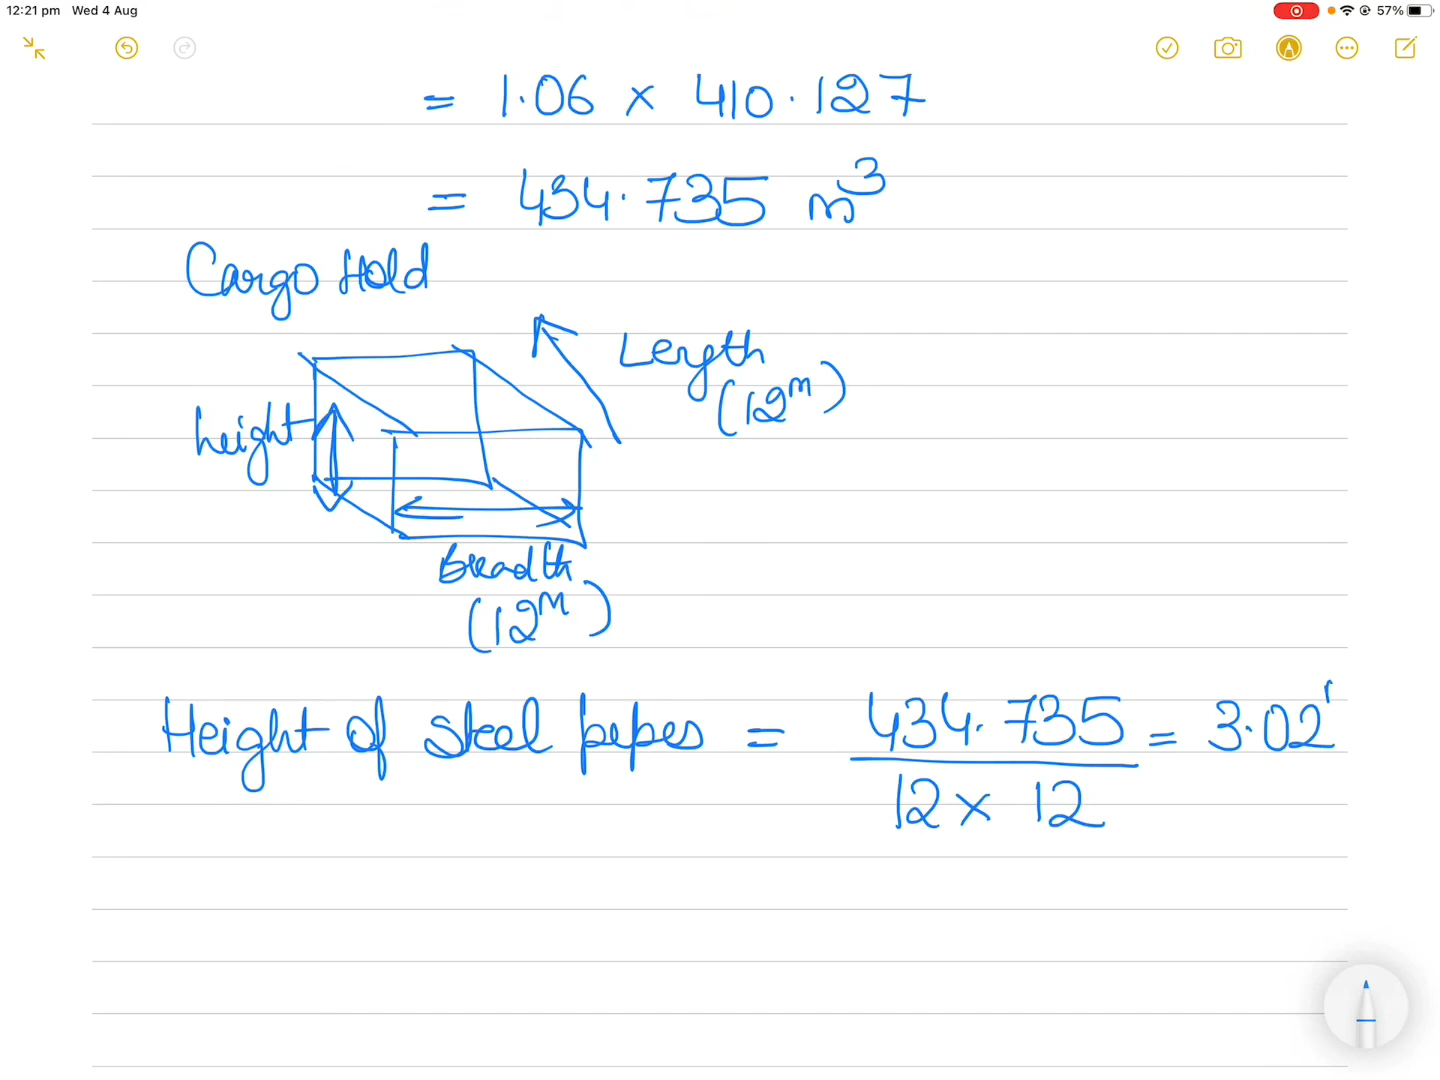 12:21 pm Wed 4 Aug
57%
= 1.06 × 410.127
= 434.735 m³
Cargo Hold
Length
(12ᵐ)
height
breadth
(12ᵐ)
Height of steel pipes = 434.735 = 3.02
12 × 12